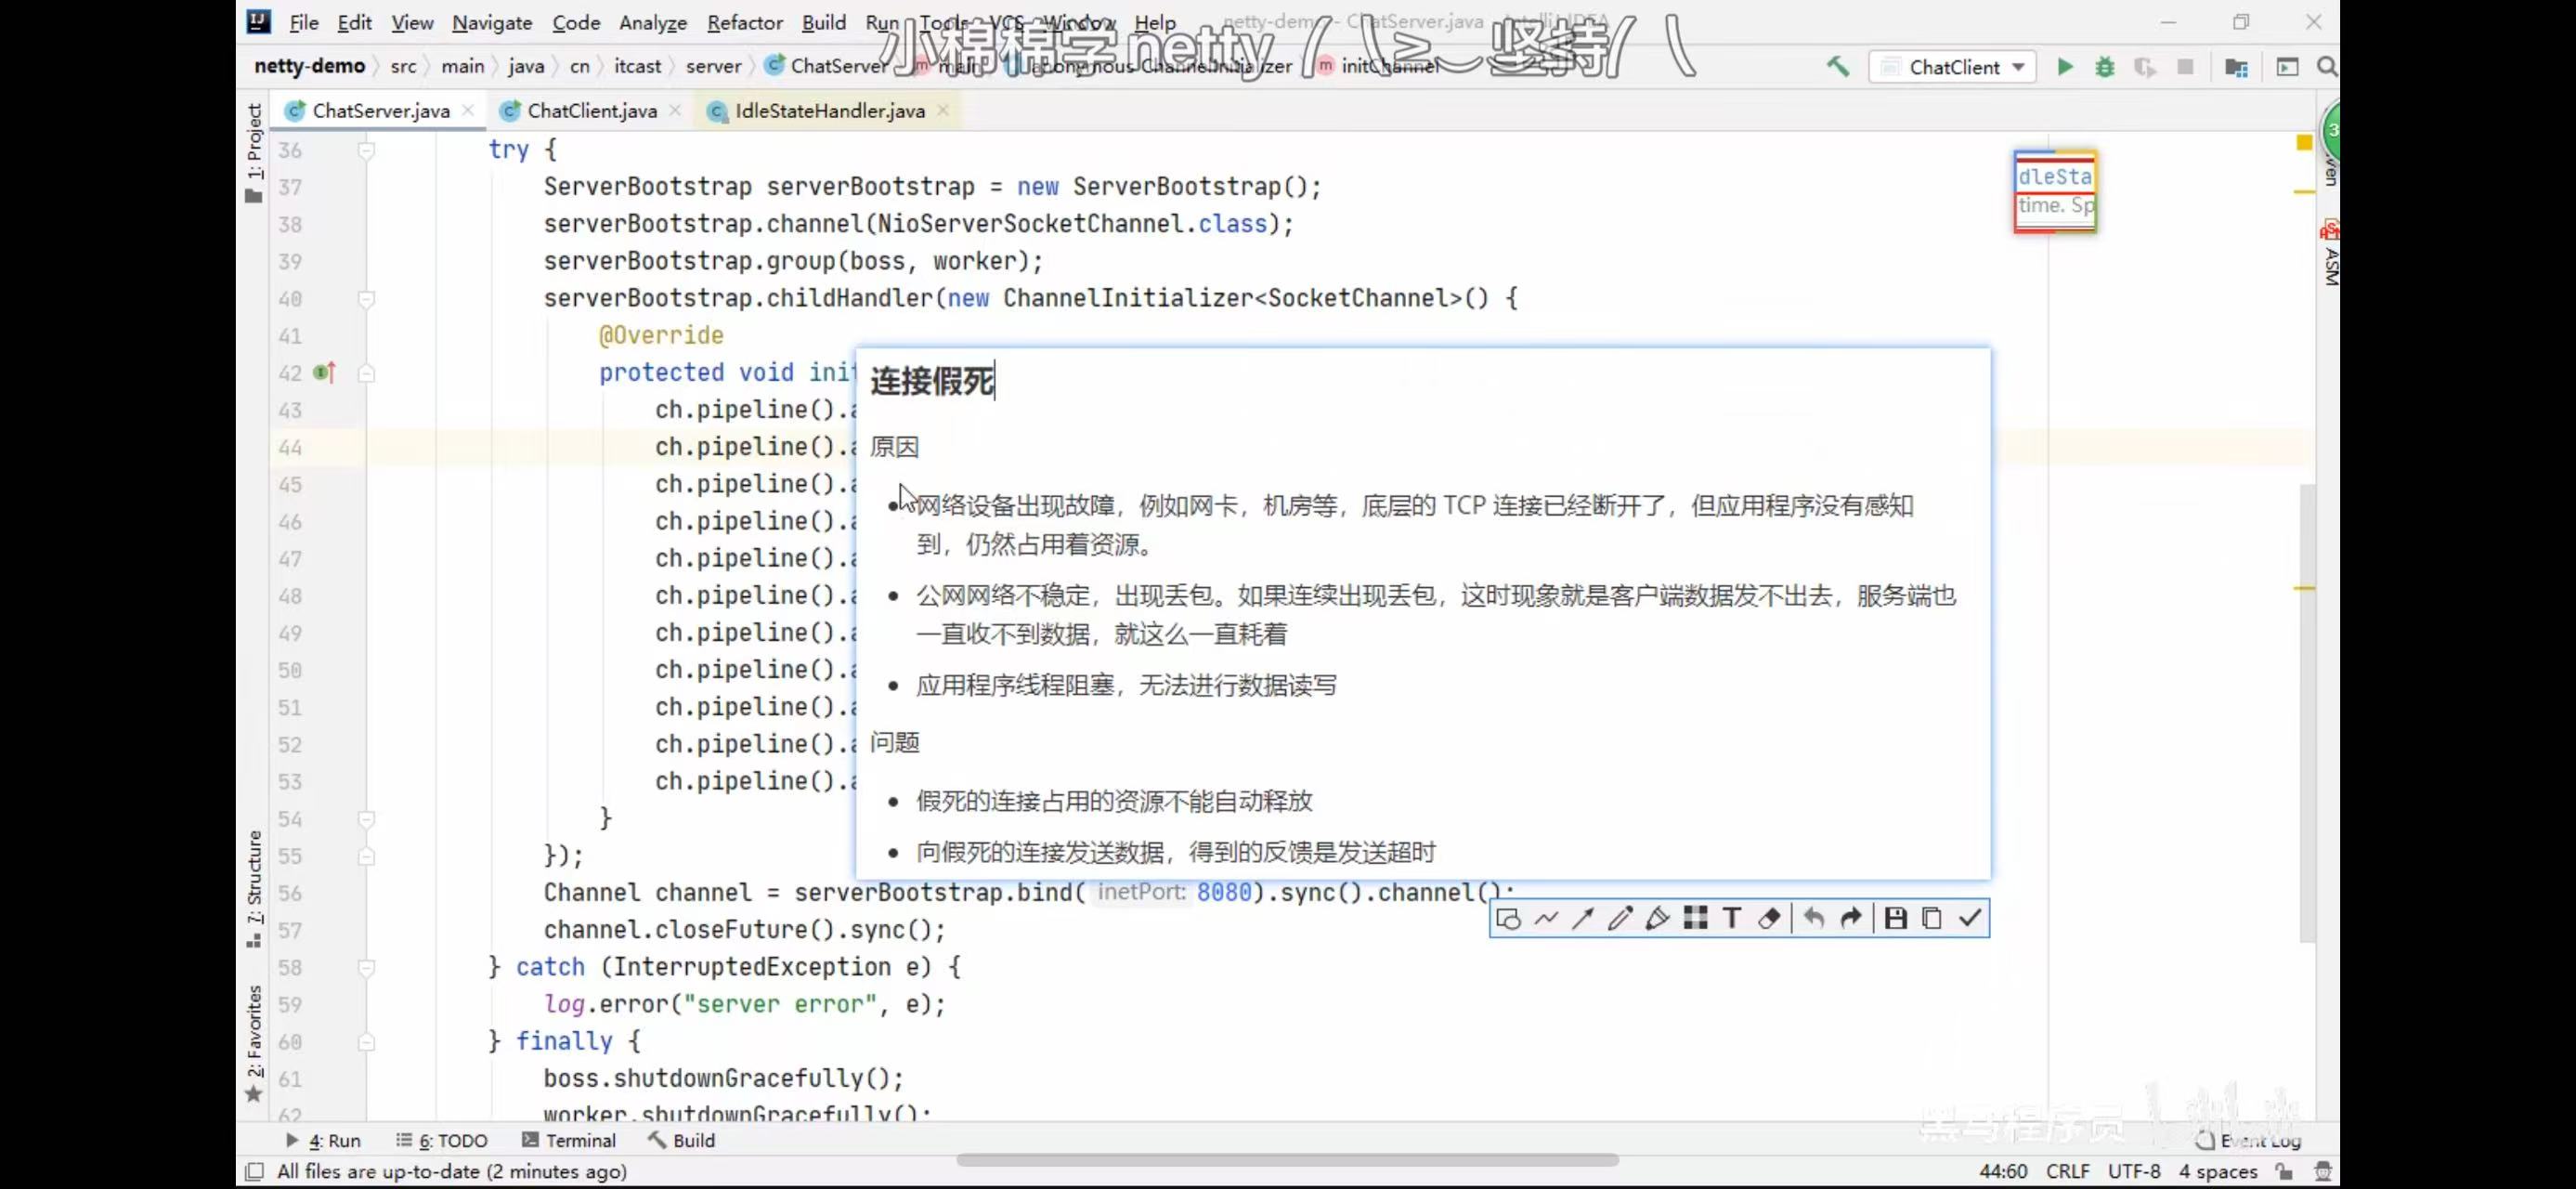 File Edit View Navigate Code Analyze Refactor Build Run Tools VCS Window Help netty-demo - ChatServer.java - IntelliJ IDEA
小棉棉学netty 坚持
netty-demo src main java cn itcast server ChatServer main anonymous ChannelInitializer initChannel ChatClient
ChatServer.java ChatClient.java IdleStateHandler.java
1: Project
7: Structure
2: Favorites
36 try {
37 ServerBootstrap serverBootstrap = new ServerBootstrap();
38 serverBootstrap.channel(NioServerSocketChannel.class);
39 serverBootstrap.group(boss, worker);
40 serverBootstrap.childHandler(new ChannelInitializer<SocketChannel>() {
41 @Override
42 protected void init
43 ch.pipeline().a
44 ch.pipeline().a
45 ch.pipeline().a
46 ch.pipeline().a
47 ch.pipeline().a
48 ch.pipeline().a
49 ch.pipeline().a
50 ch.pipeline().a
51 ch.pipeline().a
52 ch.pipeline().a
53 ch.pipeline().a
54 }
55 });
56 Channel channel = serverBootstrap.bind( inetPort: 8080).sync().channel();
57 channel.closeFuture().sync();
58 } catch (InterruptedException e) {
59 log.error("server error", e);
60 } finally {
61 boss.shutdownGracefully();
62 worker.shutdownGracefully();
连接假死
原因
• 网络设备出现故障，例如网卡，机房等，底层的 TCP 连接已经断开了，但应用程序没有感知
到，仍然占用着资源。
• 公网网络不稳定，出现丢包。如果连续出现丢包，这时现象就是客户端数据发不出去，服务端也
一直收不到数据，就这么一直耗着
• 应用程序线程阻塞，无法进行数据读写
问题
• 假死的连接占用的资源不能自动释放
• 向假死的连接发送数据，得到的反馈是发送超时
dleSta
time. Sp
3
ven
ASM
黑马程序员
4: Run 6: TODO Terminal Build Event Log
All files are up-to-date (2 minutes ago) 44:60 CRLF UTF-8 4 spaces